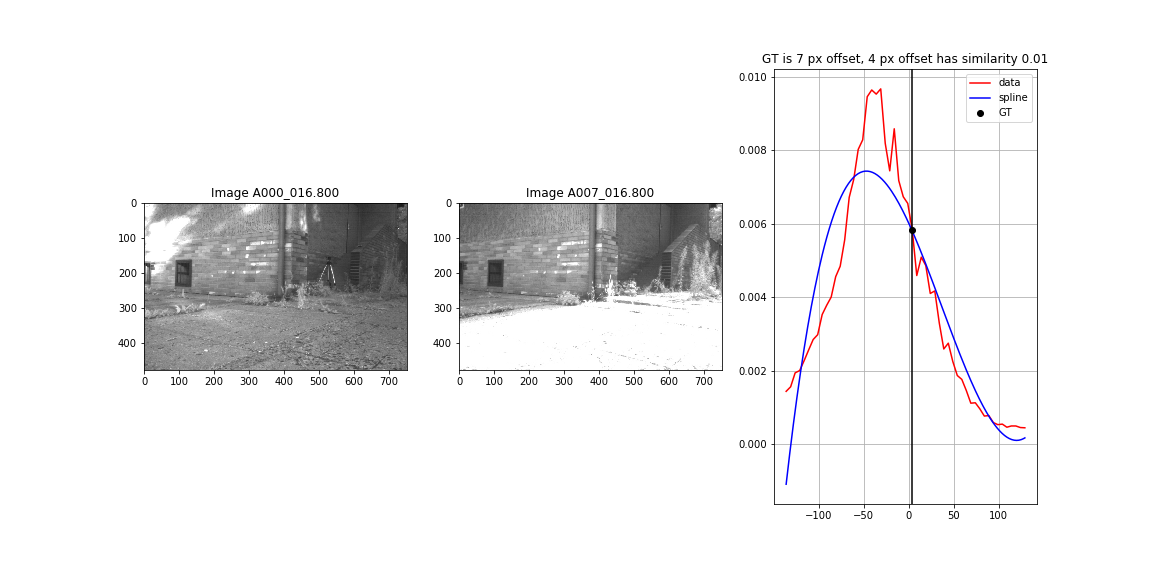 Image A000_016.800
0
100
200
300
400
0 100 200 300 400 500 600 700
Image A007_016.800
0
100
200
300
400
0 100 200 300 400 500 600 700
GT is 7 px offset, 4 px offset has similarity 0.01
data
spline
GT
0.010
0.008
0.006
0.004
0.002
0.000
−100 −50 0 50 100